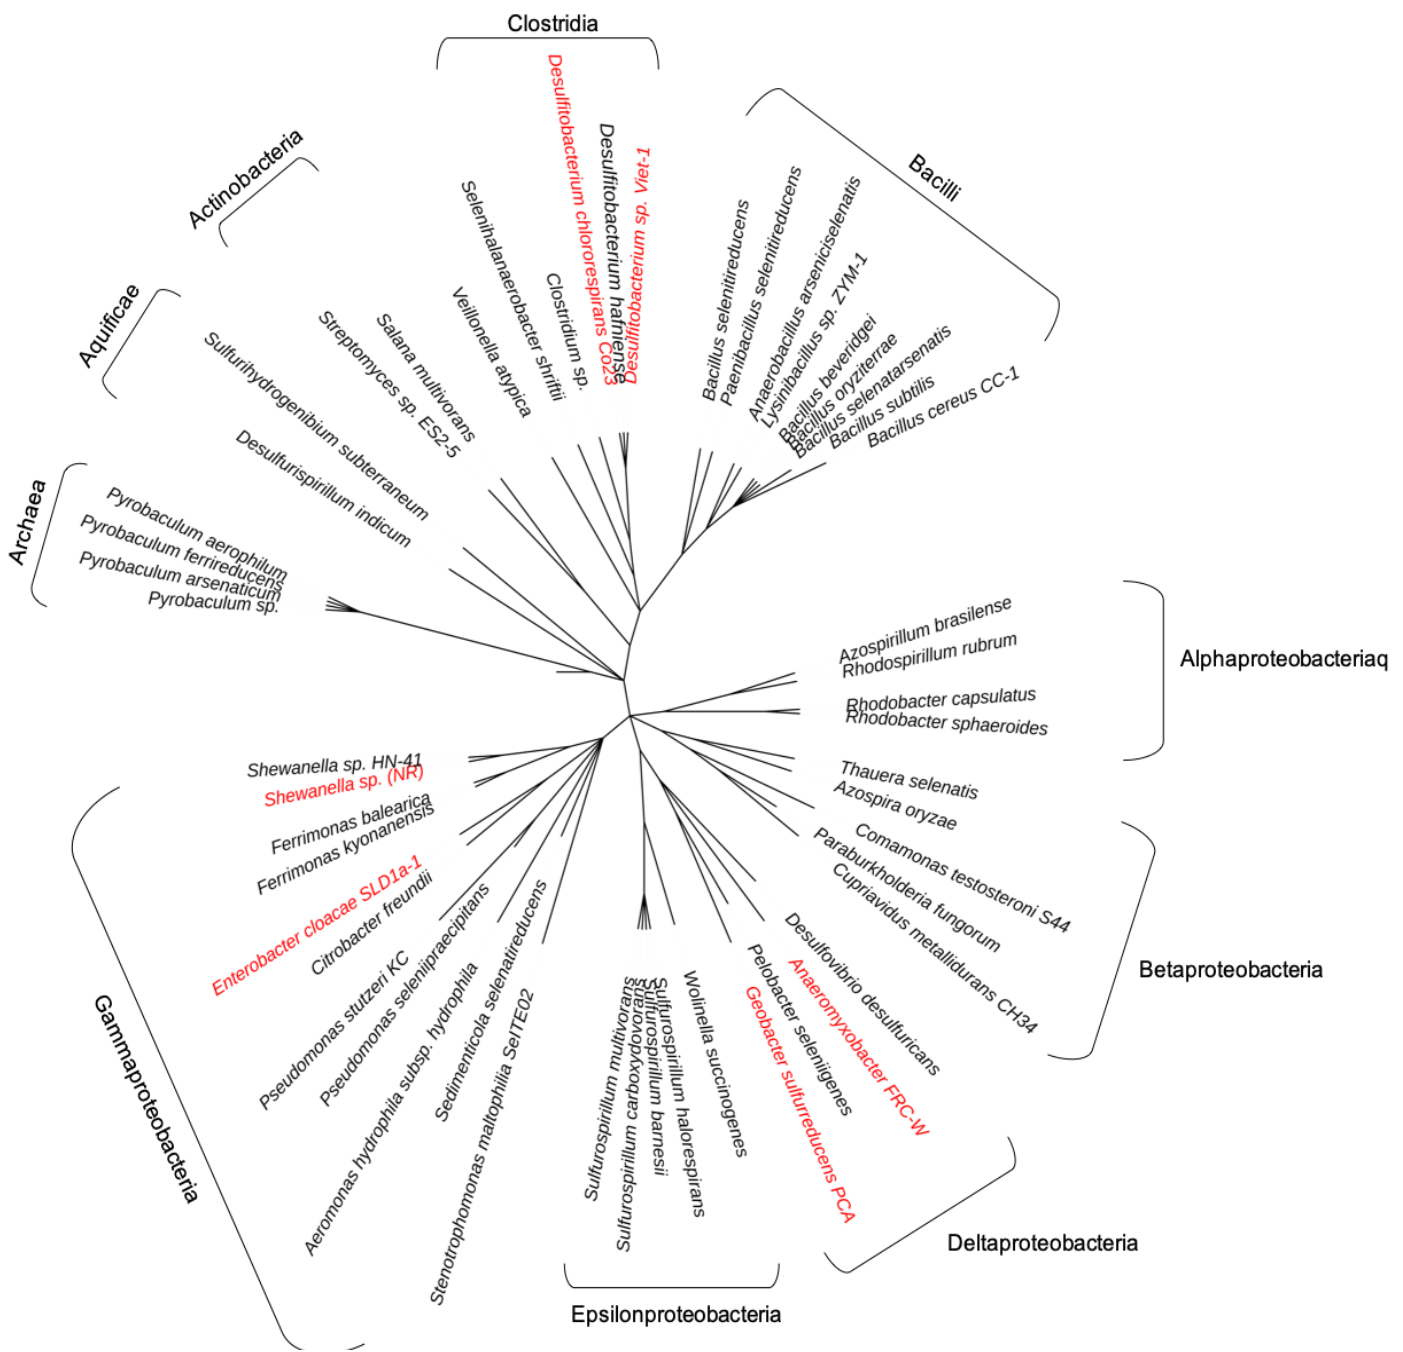 Clostridia
Desulfitobacterium chlororespirans Co23
Desulfitobacterium hafniense
Desulfitobacterium sp. Viet-1
Clostridium sp.
Selenihalanaerobacter shriftii
Veillonella atypica
Bacilli
Bacillus selenitireducens
Paenibacillus selenitireducens
Anaerobacillus arseniciselenatis
Lysinibacillus sp. ZYM-1
Bacillus beveridgei
Bacillus oryziterrae
Bacillus selenatarsenatis
Bacillus subtilis
Bacillus cereus CC-1
Actinobacteria
Salana multivorans
Streptomyces sp. ES2-5
Aquificae
Sulfurihydrogenibium subterraneum
Desulfurispirillum indicum
Archaea
Pyrobaculum aerophilum
Pyrobaculum ferrireducens
Pyrobaculum arsenaticum
Pyrobaculum sp.
Alphaproteobacteriaq
Azospirillum brasilense
Rhodospirillum rubrum
Rhodobacter capsulatus
Rhodobacter sphaeroides
Betaproteobacteria
Thauera selenatis
Azospira oryzae
Comamonas testosteroni S44
Paraburkholderia fungorum
Cupriavidus metallidurans CH34
Deltaproteobacteria
Desulfovibrio desulfuricans
Anaeromyxobacter FRC-W
Pelobacter seleniigenes
Geobacter sulfurreducens PCA
Epsilonproteobacteria
Wolinella succinogenes
Sulfurospirillum halorespirans
Sulfurospirillum barnesii
Sulfurospirillum carboxydovorans
Sulfurospirillum multivorans
Gammaproteobacteria
Shewanella sp. HN-41
Shewanella sp. (NR)
Ferrimonas balearica
Ferrimonas kyonanensis
Enterobacter cloacae SLD1a-1
Citrobacter freundii
Pseudomonas stutzeri KC
Pseudomonas seleniipraecipitans
Aeromonas hydrophila subsp. hydrophila
Sedimenticola selenatireducens
Stenotrophomonas maltophilia SelTE02